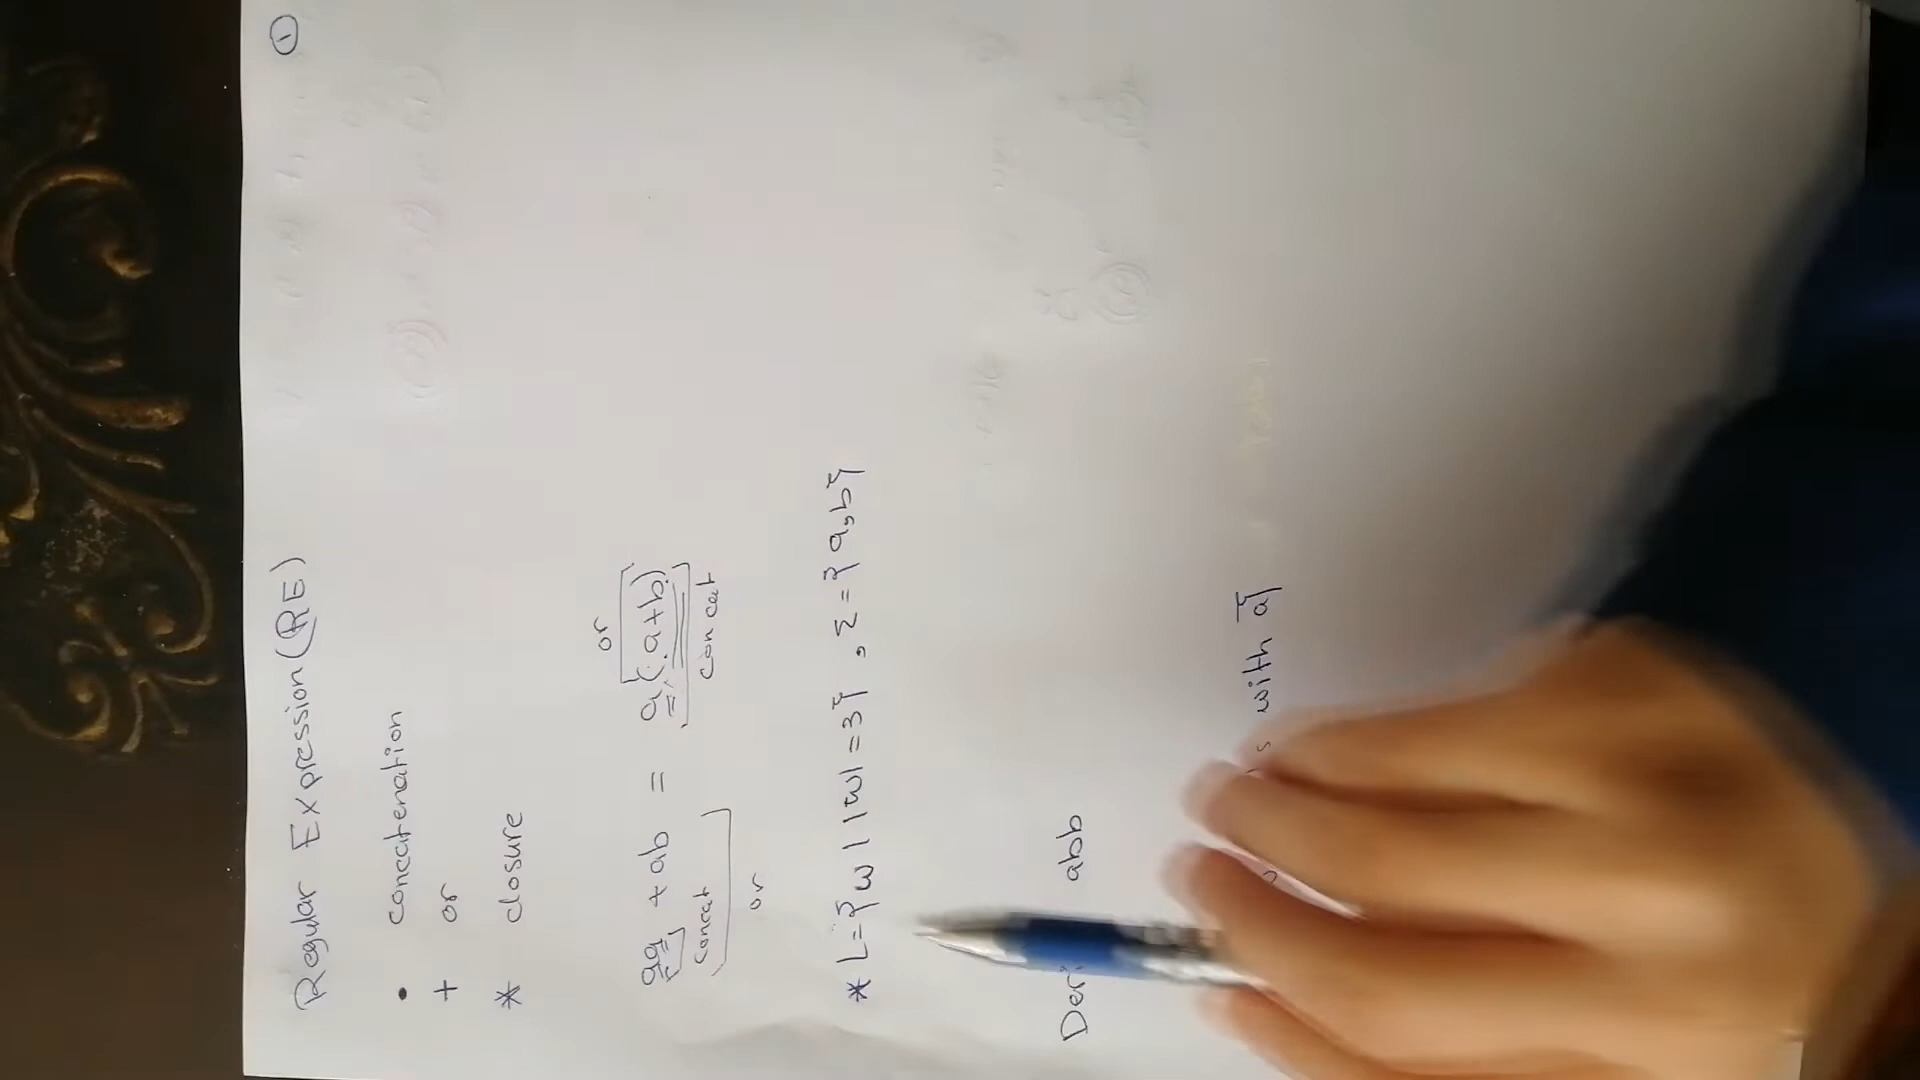 ①
Regular Expression (RE)
• concatenation
+ or
* closure
or
aa + ab = a(a+b)
concat concat
or
* L={w | |w|=3}, Σ={a,b}
abb
with a}